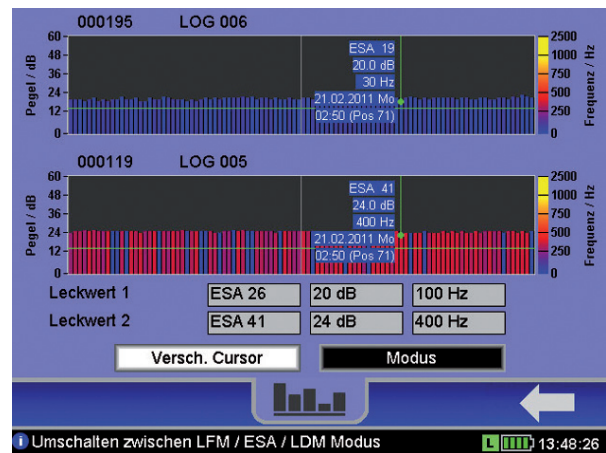 000195 LOG 006
Pegel / dB
60
48
36
24
12
0
ESA 19
20.0 dB
30 Hz
21.02.2011 Mo
02:50 (Pos 71)
2500
1000
750
500
250
0
Frequenz / Hz
000119 LOG 005
Pegel / dB
60
48
36
24
12
0
ESA 41
24.0 dB
400 Hz
21.02.2011 Mo
02:50 (Pos 71)
2500
1000
750
500
250
0
Frequenz / Hz
Leckwert 1 ESA 26 20 dB 100 Hz
Leckwert 2 ESA 41 24 dB 400 Hz
Versch. Cursor Modus
i Umschalten zwischen LFM / ESA / LDM Modus L 13:48:26